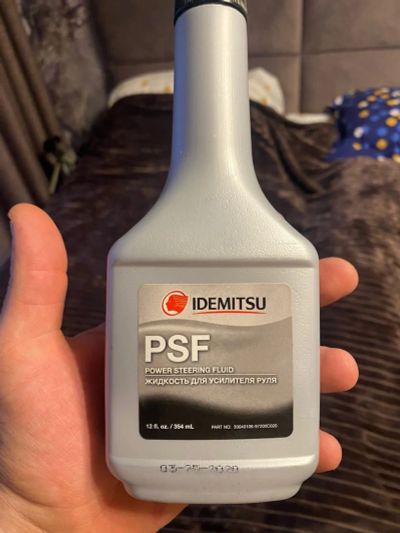 IDEMITSU
PSF
POWER STEERING FLUID
ЖИДКОСТЬ ДЛЯ УСИЛИТЕЛЯ РУЛЯ
12 fl. oz. / 354 mL
PART NO: